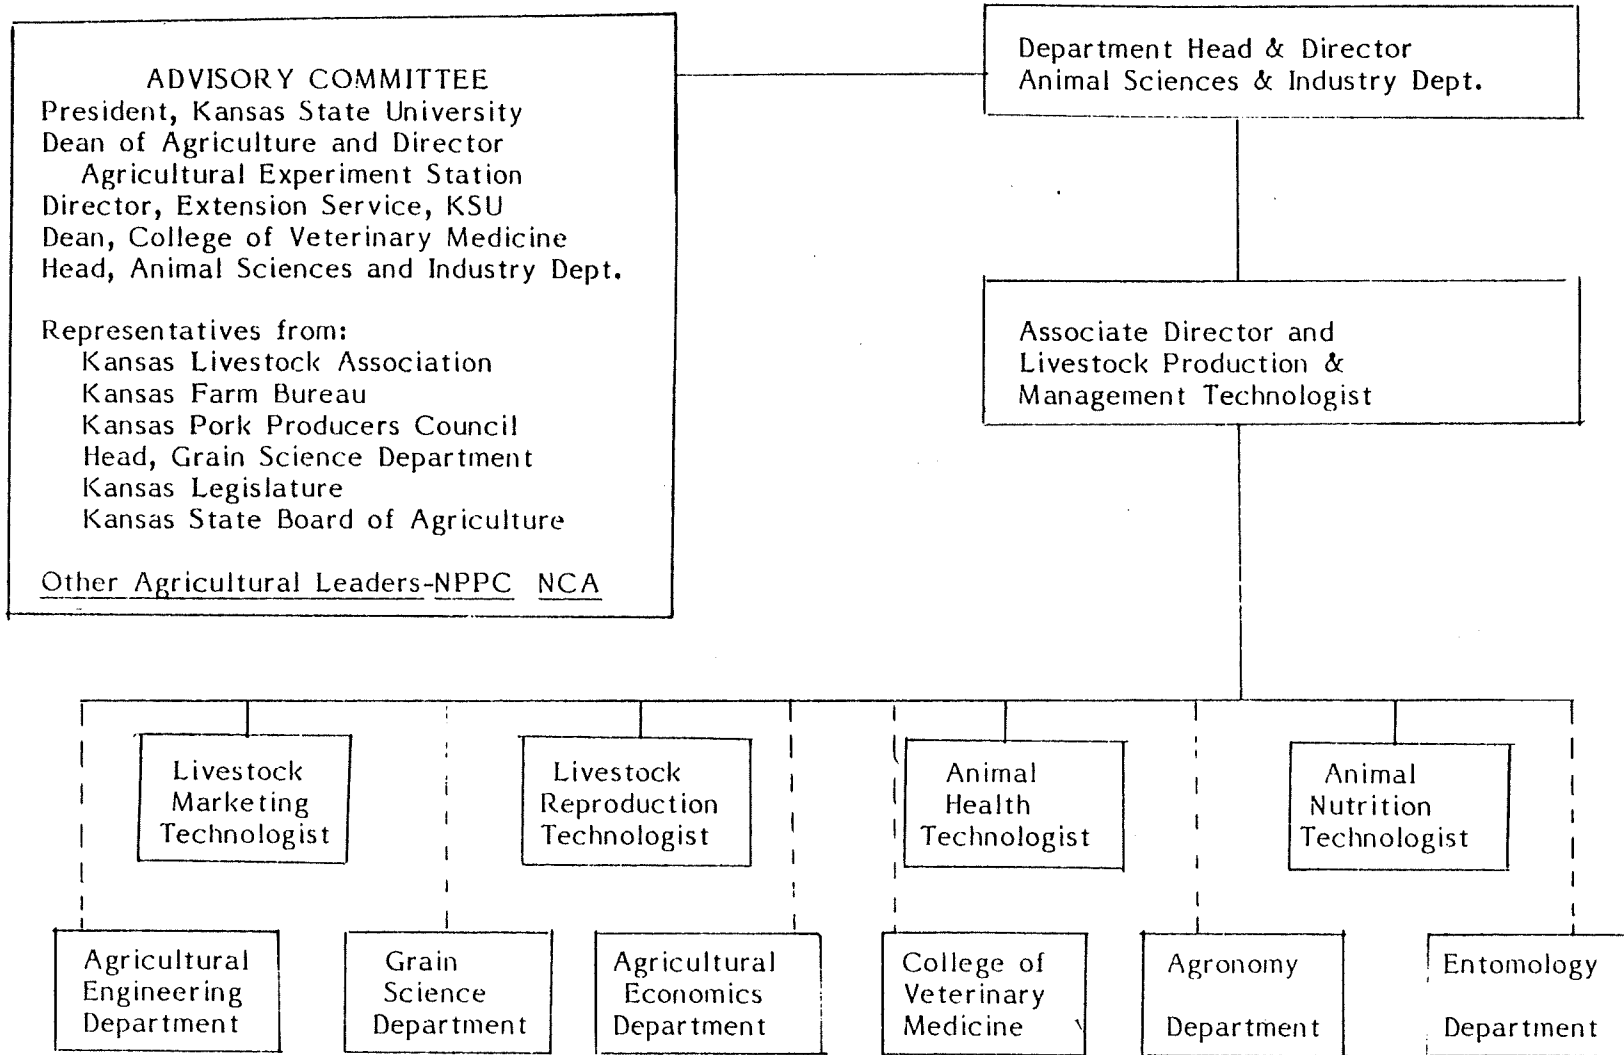 ADVISORY COMMITTEE
President, Kansas State University
Dean of Agriculture and Director
Agricultural Experiment Station
Director, Extension Service, KSU
Dean, College of Veterinary Medicine
Head, Animal Sciences and Industry Dept.
Representatives from:
Kansas Livestock Association
Kansas Farm Bureau
Kansas Pork Producers Council
Head, Grain Science Department
Kansas Legislature
Kansas State Board of Agriculture
Other Agricultural Leaders-NPPC NCA
Department Head & Director
Animal Sciences & Industry Dept.
Associate Director and
Livestock Production &
Management Technologist
Livestock
Marketing
Technologist
Livestock
Reproduction
Technologist
Animal
Health
Technologist
Animal
Nutrition
Technologist
Agricultural
Engineering
Department
Grain
Science
Department
Agricultural
Economics
Department
College of
Veterinary
Medicine
Agronomy
Department
Entomology
Department